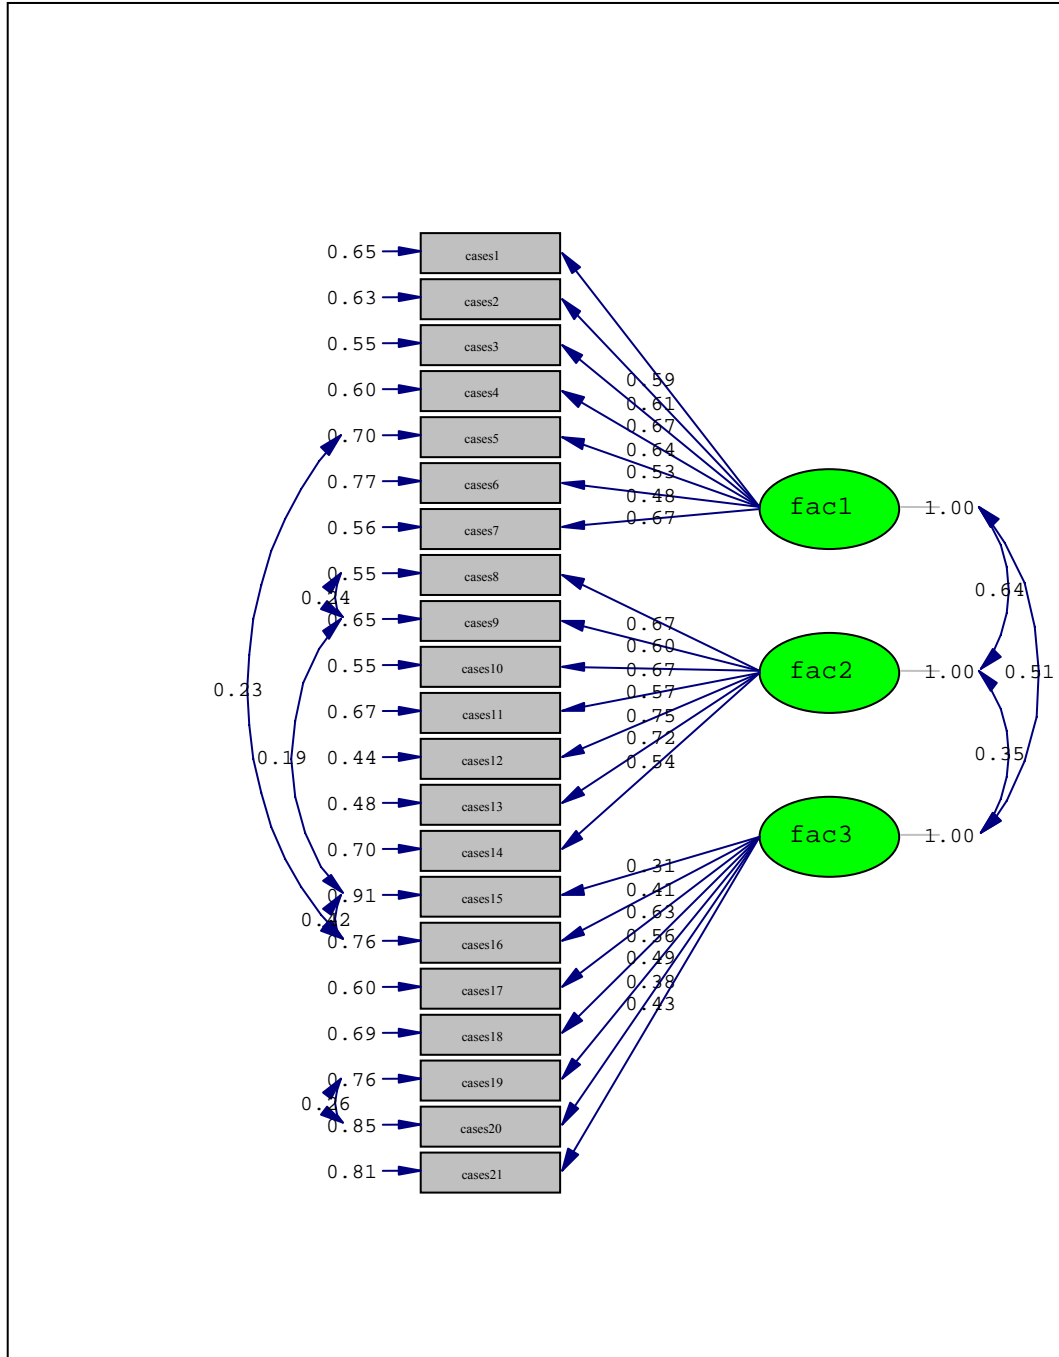 0.65 cases1
0.63 cases2
0.55 cases3
0.59
0.60 cases4
0.61
0.67
0.70 cases5
0.64
0.53
0.77 cases6
0.48
fac1 1.00
0.67
0.56 cases7
0.55 cases8
0.64
0.24
0.65 cases9
0.67
0.60
0.55 cases10
0.67
fac2 1.00 0.51
0.23
0.57
0.67 cases11
0.75
0.72
0.19 0.44 cases12
0.54
0.35
0.48 cases13
fac3 1.00
0.70 cases14
0.31
0.91 cases15
0.41
0.63
0.42
0.76 cases16
0.56
0.49
0.38
0.60 cases17
0.43
0.69 cases18
0.76 cases19
0.26
0.85 cases20
0.81 cases21